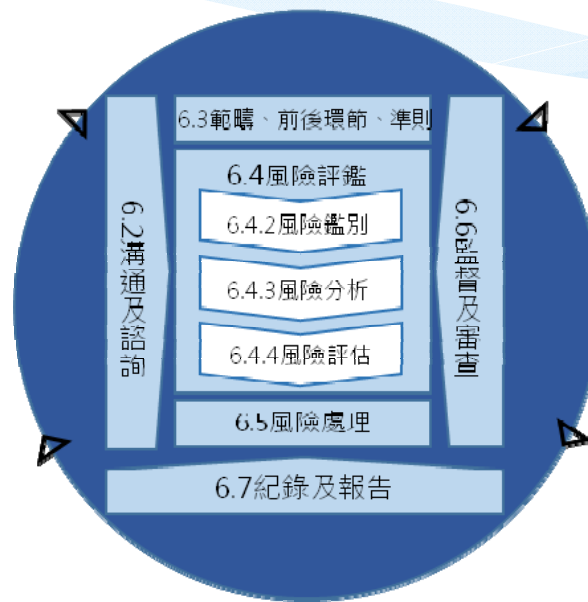 6.3範疇、前後環節、準則
6.4風險評鑑
6.4.2風險鑑別
6.4.3風險分析
6.4.4風險評估
6.5風險處理
6.2溝通及諮詢
6.6監督及審查
6.7紀錄及報告